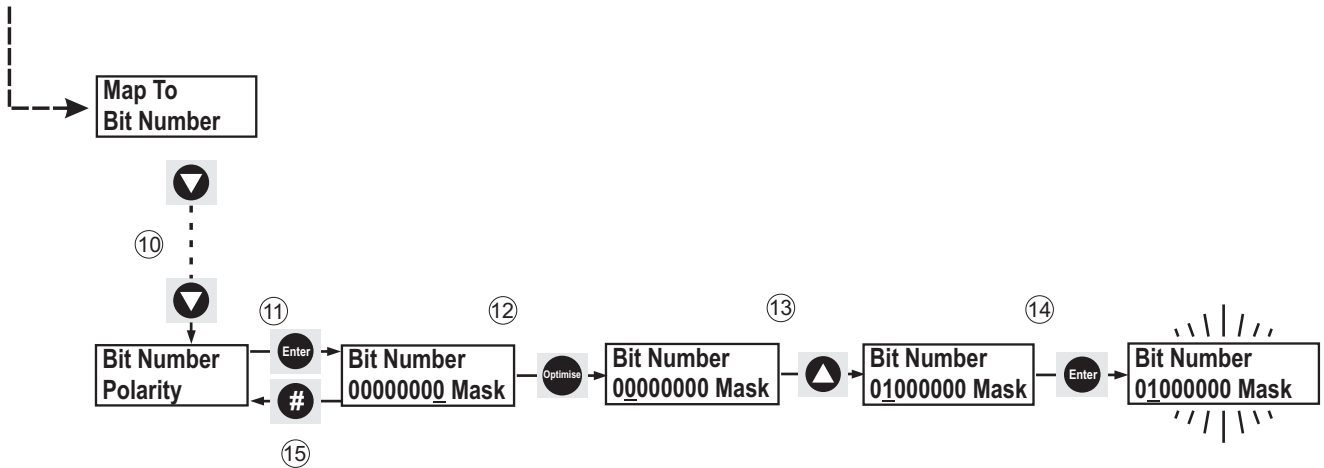 Map To
Bit Number
10
11
12
13
14
Bit Number
Polarity
Enter
Bit Number
00000000 Mask
Optimise
Bit Number
00000000 Mask
Bit Number
01000000 Mask
Enter
Bit Number
01000000 Mask
#
15